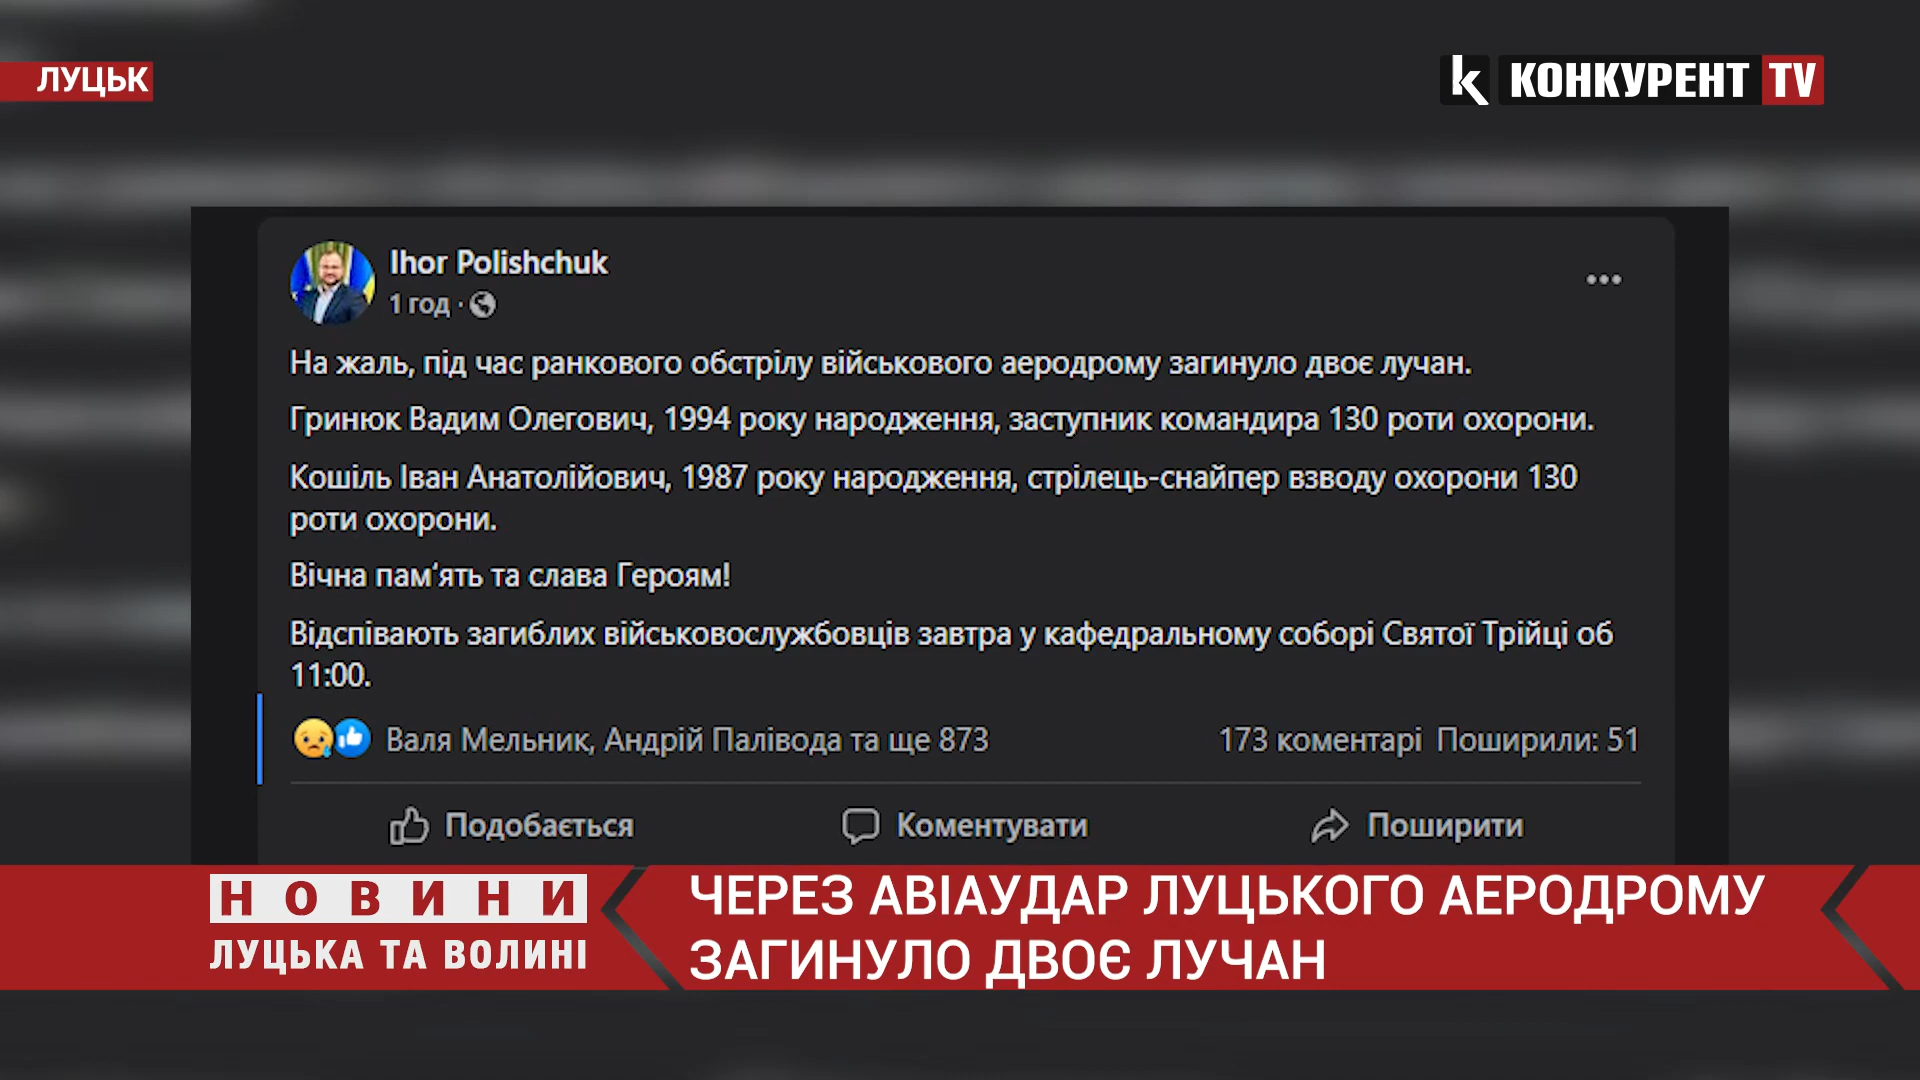 ЛУЦЬК
k КОНКУРЕНТ TV
Ihor Polishchuk
1 год ·
На жаль, під час ранкового обстрілу військового аеродрому загинуло двоє лучан.
Гринюк Вадим Олегович, 1994 року народження, заступник командира 130 роти охорони.
Кошіль Іван Анатолійович, 1987 року народження, стрілець-снайпер взводу охорони 130
роти охорони.
Вічна пам‘ять та слава Героям!
Відспівають загиблих військовослужбовців завтра у кафедральному соборі Святої Трійці об
11:00.
Валя Мельник, Андрій Палівода та ще 873
173 коментарі Поширили: 51
Подобається Коментувати Поширити
НОВИНИ
ЛУЦЬКА ТА ВОЛИНІ
ЧЕРЕЗ АВІАУДАР ЛУЦЬКОГО АЕРОДРОМУ
ЗАГИНУЛО ДВОЄ ЛУЧАН